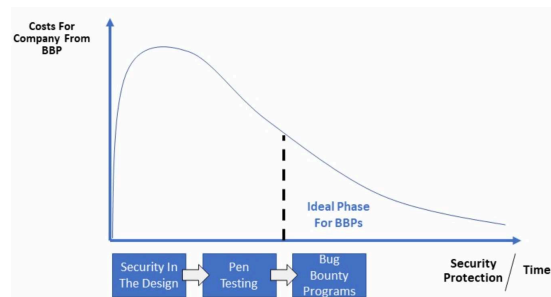 Costs For
Company From
BBP
Ideal Phase
For BBPs
Security In
The Design
Pen
Testing
Bug
Bounty
Programs
Security
Protection / Time